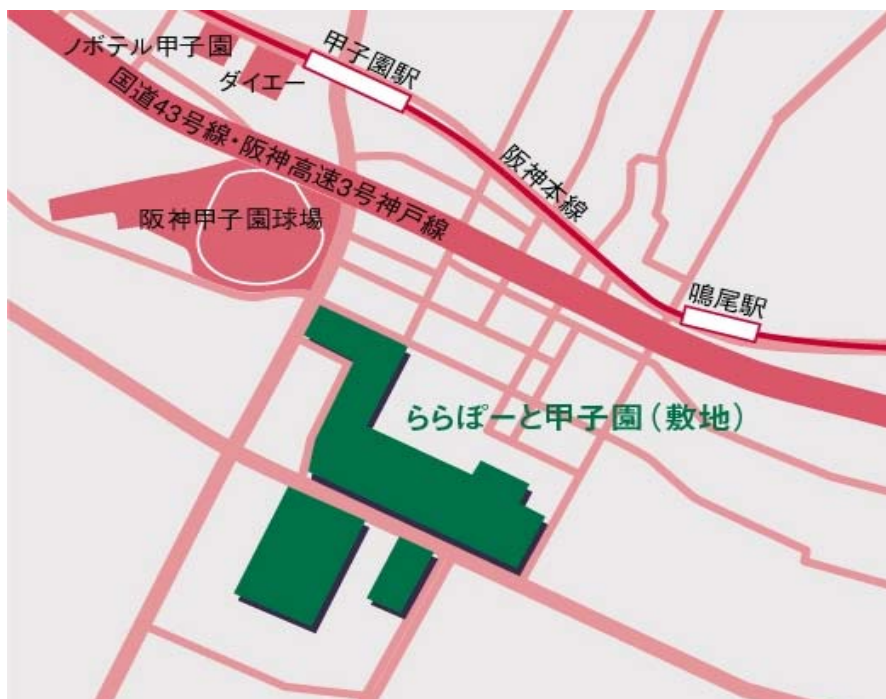 ノボテル甲子園
ダイエー
甲子園駅
国道43号線・阪神高速3号神戸線
阪神本線
阪神甲子園球場
鳴尾駅
ららぽーと甲子園（敷地）